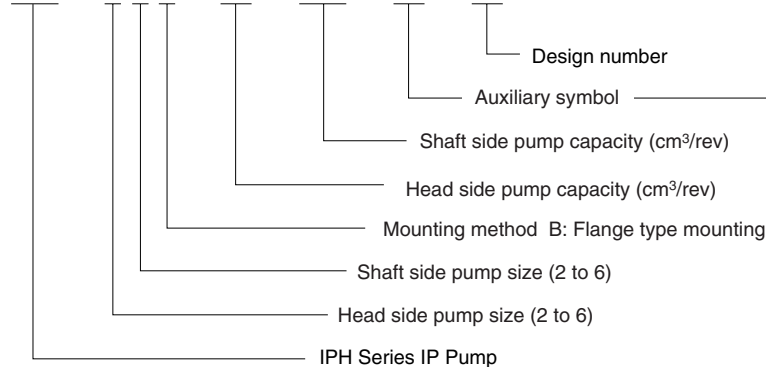 Design number
Auxiliary symbol
Shaft side pump capacity (cm³/rev)
Head side pump capacity (cm³/rev)
Mounting method B: Flange type mounting
Shaft side pump size (2 to 6)
Head side pump size (2 to 6)
IPH Series IP Pump